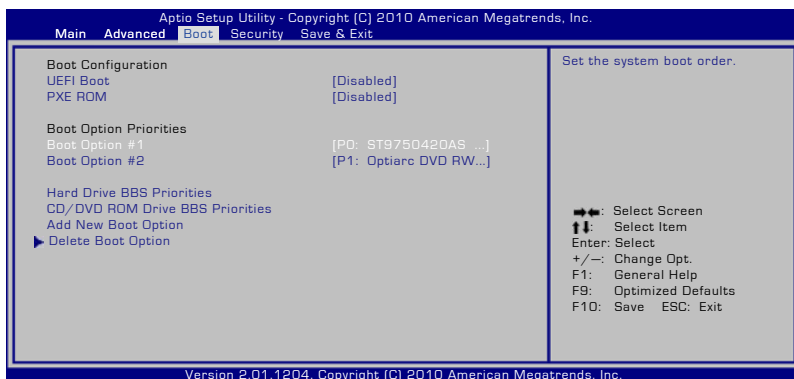 Aptio Setup Utility - Copyright (C) 2010 American Megatrends, Inc.
Main Advanced Boot Security Save & Exit
Boot Configuration
UEFI Boot [Disabled]
PXE ROM [Disabled]
Boot Option Priorities
Boot Option #1 [P0: ST9750420AS ...]
Boot Option #2 [P1: Optiarc DVD RW...]
Hard Drive BBS Priorities
CD/DVD ROM Drive BBS Priorities
Add New Boot Option
Delete Boot Option
Set the system boot order.
→←: Select Screen
↑↓: Select Item
Enter: Select
+/—: Change Opt.
F1: General Help
F9: Optimized Defaults
F10: Save ESC: Exit
Version 2.01.1204. Copyright (C) 2010 American Megatrends, Inc.